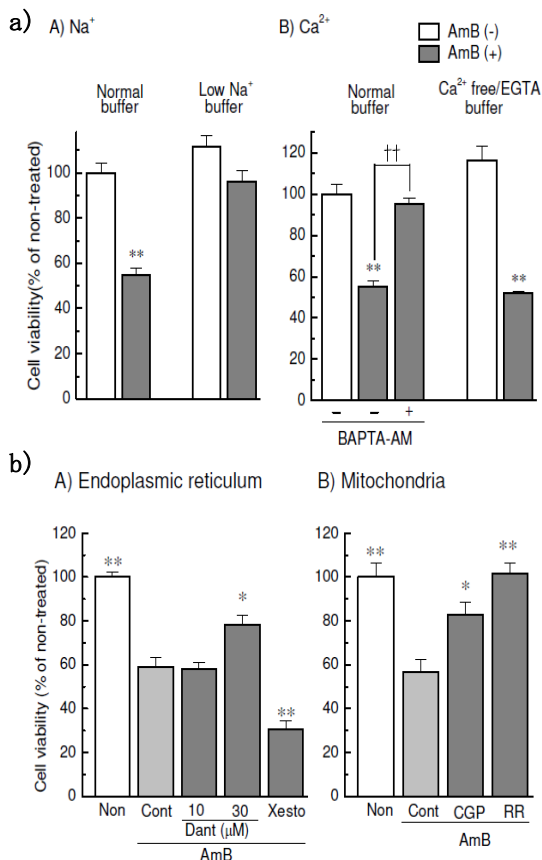 a)
A) Na⁺
B) Ca²⁺
AmB (-)
AmB (+)
Normal buffer
Low Na⁺ buffer
Normal buffer
Ca²⁺ free/EGTA buffer
Cell viability(% of non-treated)
100
80
60
40
20
0
**
120
100
80
60
40
20
0
**
††
**
– – +
BAPTA-AM
b)
A) Endoplasmic reticulum
B) Mitochondria
Cell viability (% of non-treated)
120
100
80
60
40
20
0
**
*
**
Non Cont 10 30 Xesto
Dant (μM)
AmB
120
100
80
60
40
20
0
**
*
**
Non Cont CGP RR
AmB